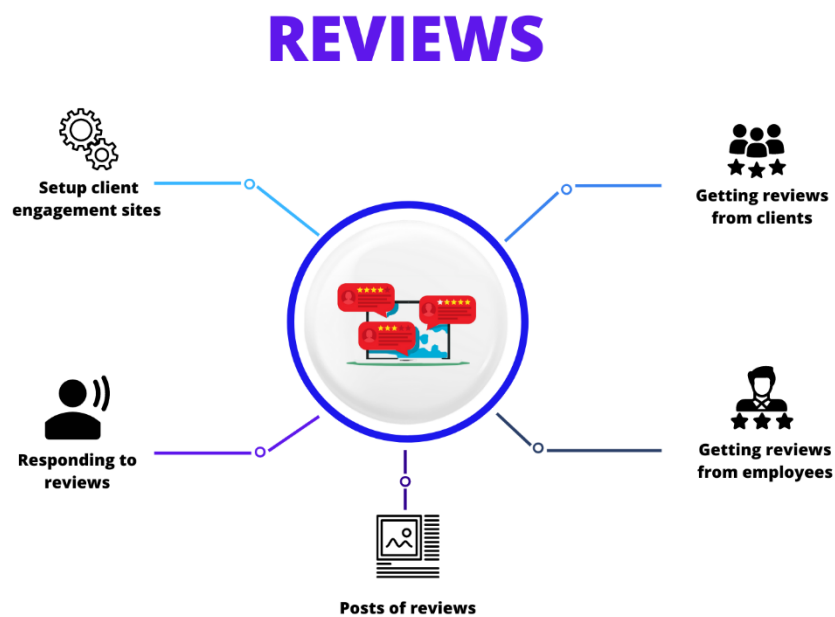 REVIEWS
Setup client
engagement sites
Getting reviews
from clients
Responding to
reviews
Getting reviews
from employees
Posts of reviews